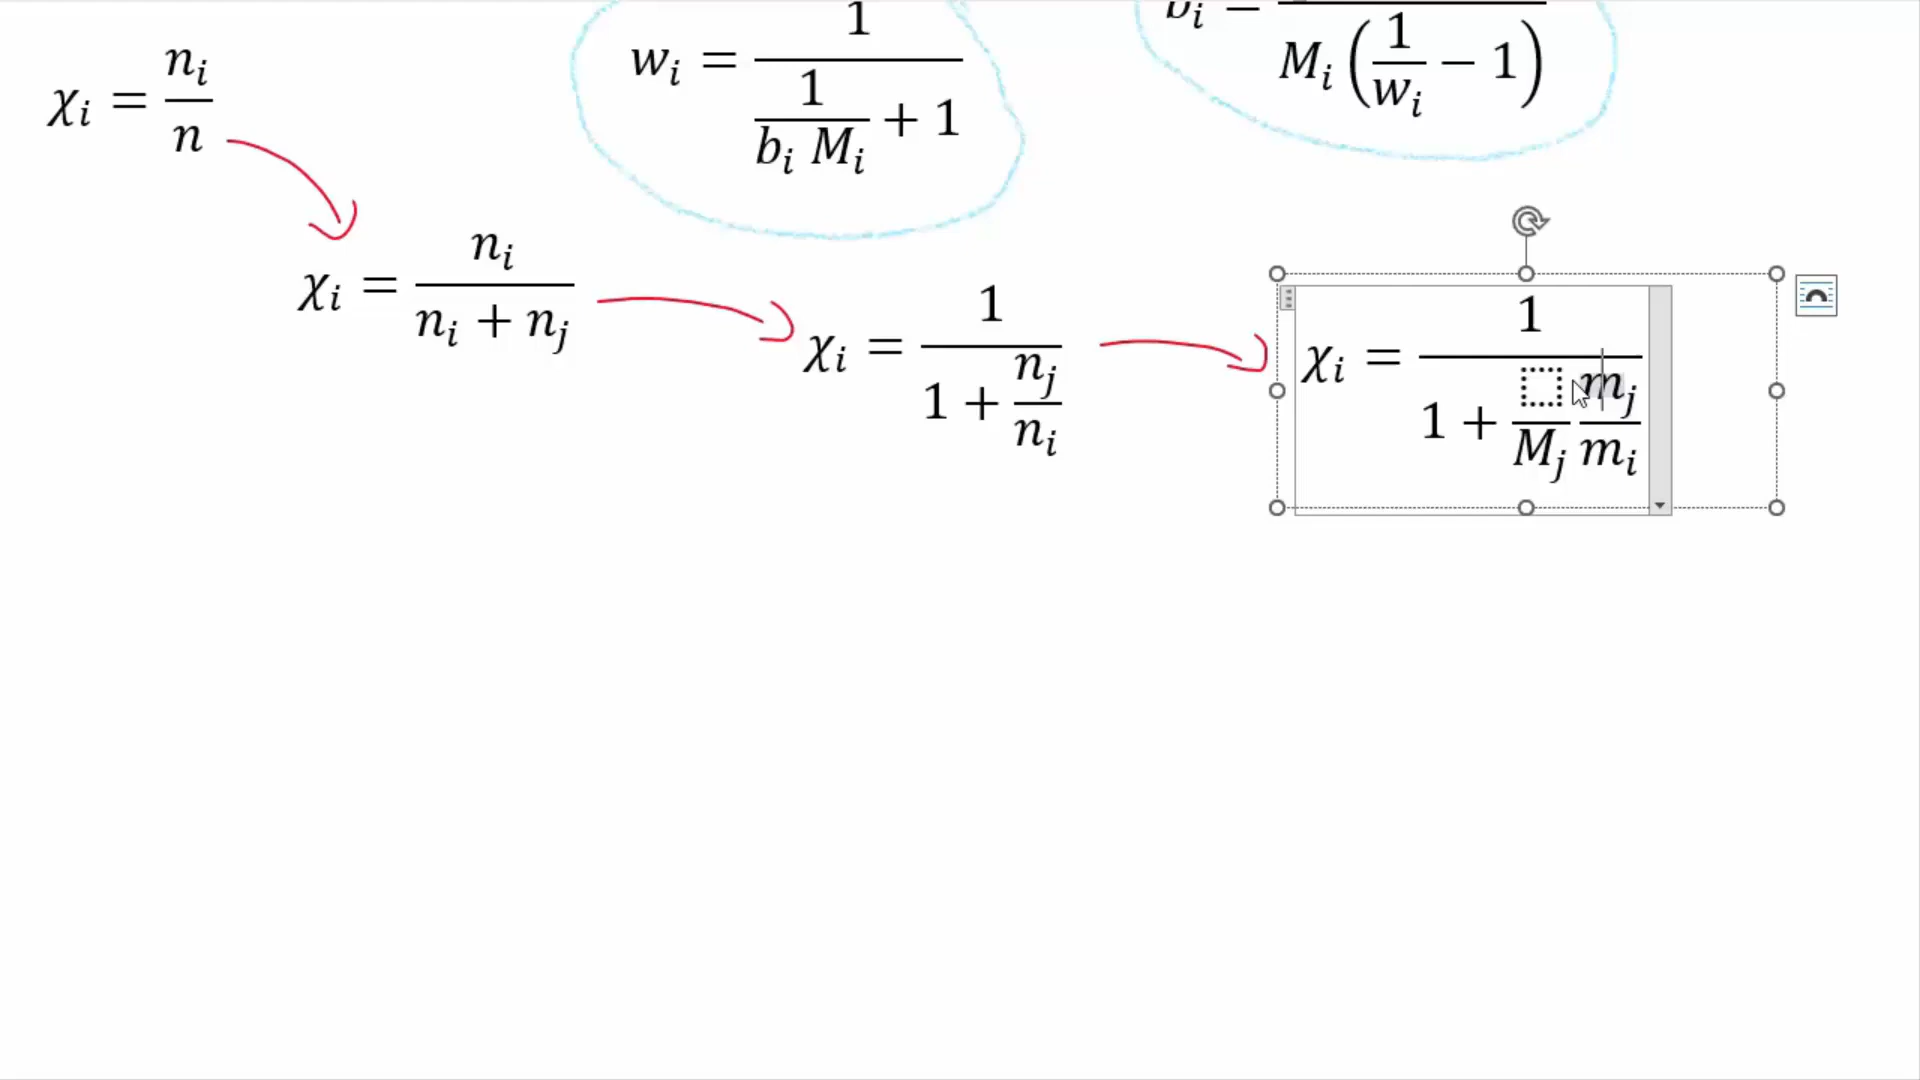 χ_i = n_i / n
w_i = 1 / (1 / (b_i M_i) + 1)
b_i = / (M_i (1 / w_i − 1))
χ_i = n_i / (n_i + n_j)
χ_i = 1 / (1 + n_j / n_i)
χ_i = 1 / (1 + ⬚ / M_j m_j / m_i)